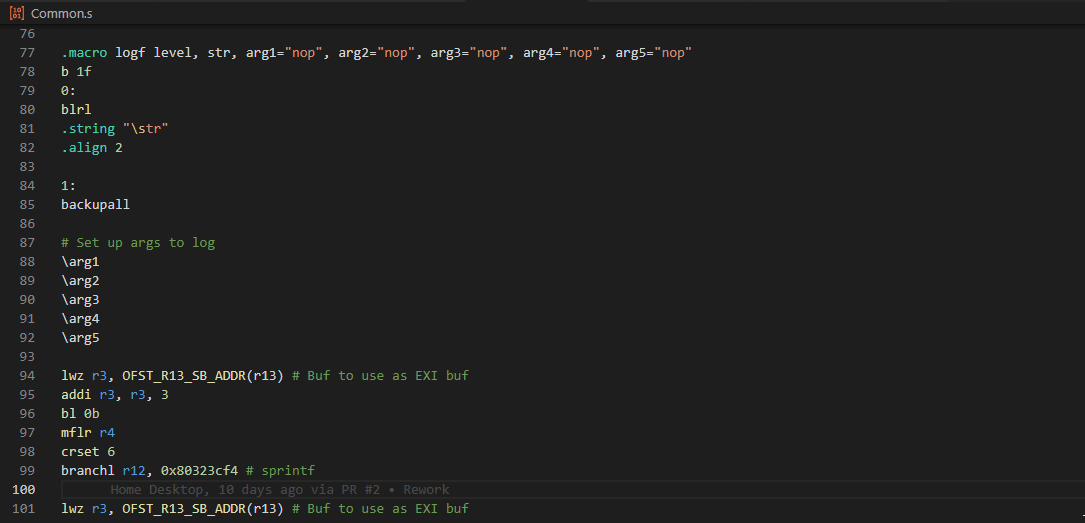 Common.s
76
77 .macro logf level, str, arg1="nop", arg2="nop", arg3="nop", arg4="nop", arg5="nop"
78 b 1f
79 0:
80 blrl
81 .string "\str"
82 .align 2
83
84 1:
85 backupall
86
87 # Set up args to log
88 \arg1
89 \arg2
90 \arg3
91 \arg4
92 \arg5
93
94 lwz r3, OFST_R13_SB_ADDR(r13) # Buf to use as EXI buf
95 addi r3, r3, 3
96 bl 0b
97 mflr r4
98 crset 6
99 branchl r12, 0x80323cf4 # sprintf
100 Home Desktop, 10 days ago via PR #2 • Rework
101 lwz r3, OFST_R13_SB_ADDR(r13) # Buf to use as EXI buf